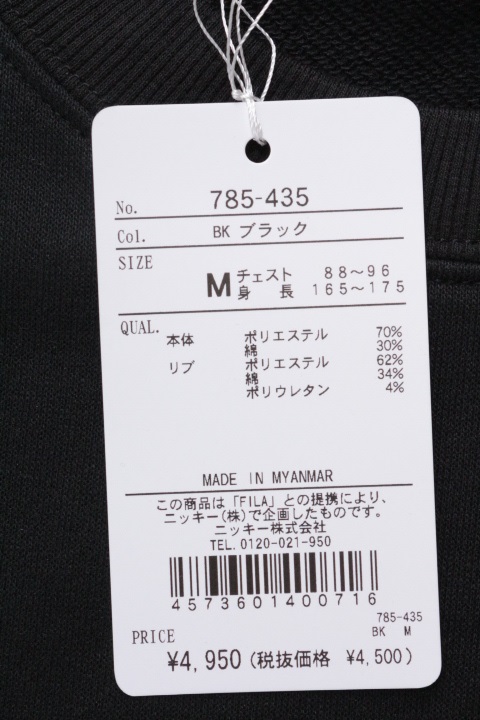 No. 785-435
Col. BK ブラック
SIZE
M チェスト 88～96
身長 165～175
QUAL.
本体 ポリエステル 70%
綿 30%
リブ ポリエステル 62%
綿 34%
ポリウレタン 4%
MADE IN MYANMAR
この商品は「FILA」との提携により、
ニッキー(株)で企画したものです。
ニッキー株式会社
TEL. 0120-021-950
4573601400716
785-435
BK M
PRICE
¥4,950 (税抜価格 ¥4,500)